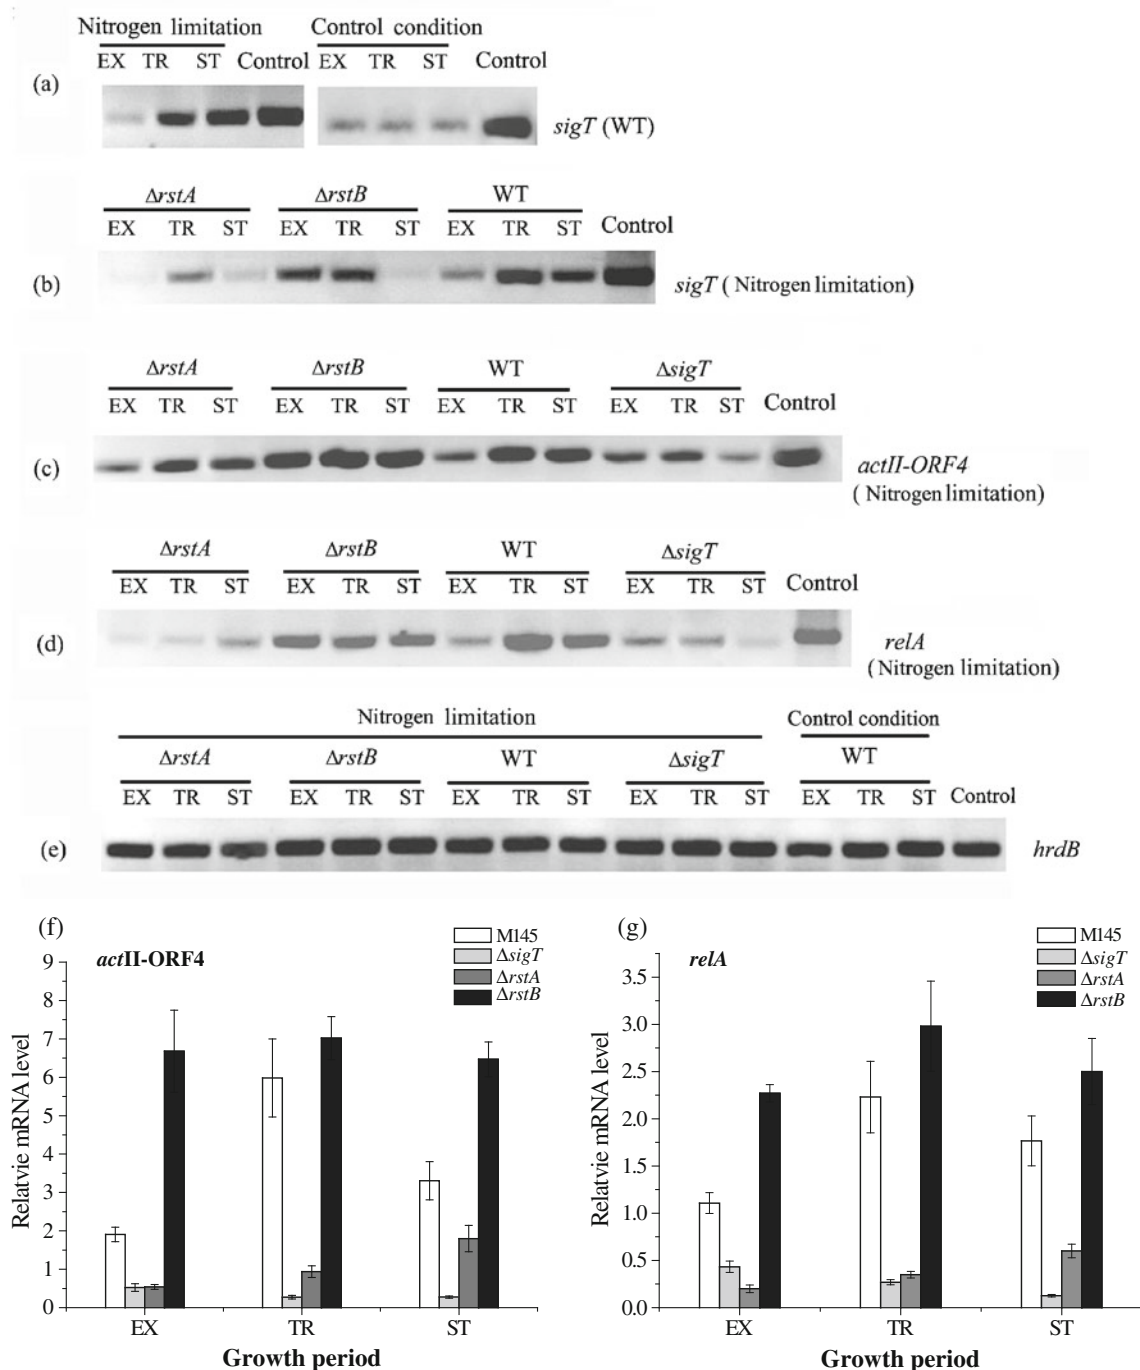 Nitrogen limitation Control condition
EX TR ST Control EX TR ST Control
(a)
sigT (WT)
ΔrstA ΔrstB WT
EX TR ST EX TR ST EX TR ST Control
(b)
sigT ( Nitrogen limitation)
ΔrstA ΔrstB WT ΔsigT
EX TR ST EX TR ST EX TR ST EX TR ST Control
(c)
actII-ORF4
( Nitrogen limitation)
ΔrstA ΔrstB WT ΔsigT
EX TR ST EX TR ST EX TR ST EX TR ST Control
(d)
relA
( Nitrogen limitation)
Nitrogen limitation Control condition
ΔrstA ΔrstB WT ΔsigT WT
EX TR ST EX TR ST EX TR ST EX TR ST EX TR ST Control
(e)
hrdB
(f)
actII-ORF4
M145
ΔsigT
ΔrstA
ΔrstB
Relatvie mRNA level
9
8
7
6
5
4
3
2
1
0
EX TR ST
Growth period
(g)
relA
M145
ΔsigT
ΔrstA
ΔrstB
Relatvie mRNA level
3.5
3.0
2.5
2.0
1.5
1.0
0.5
0.0
EX TR ST
Growth period